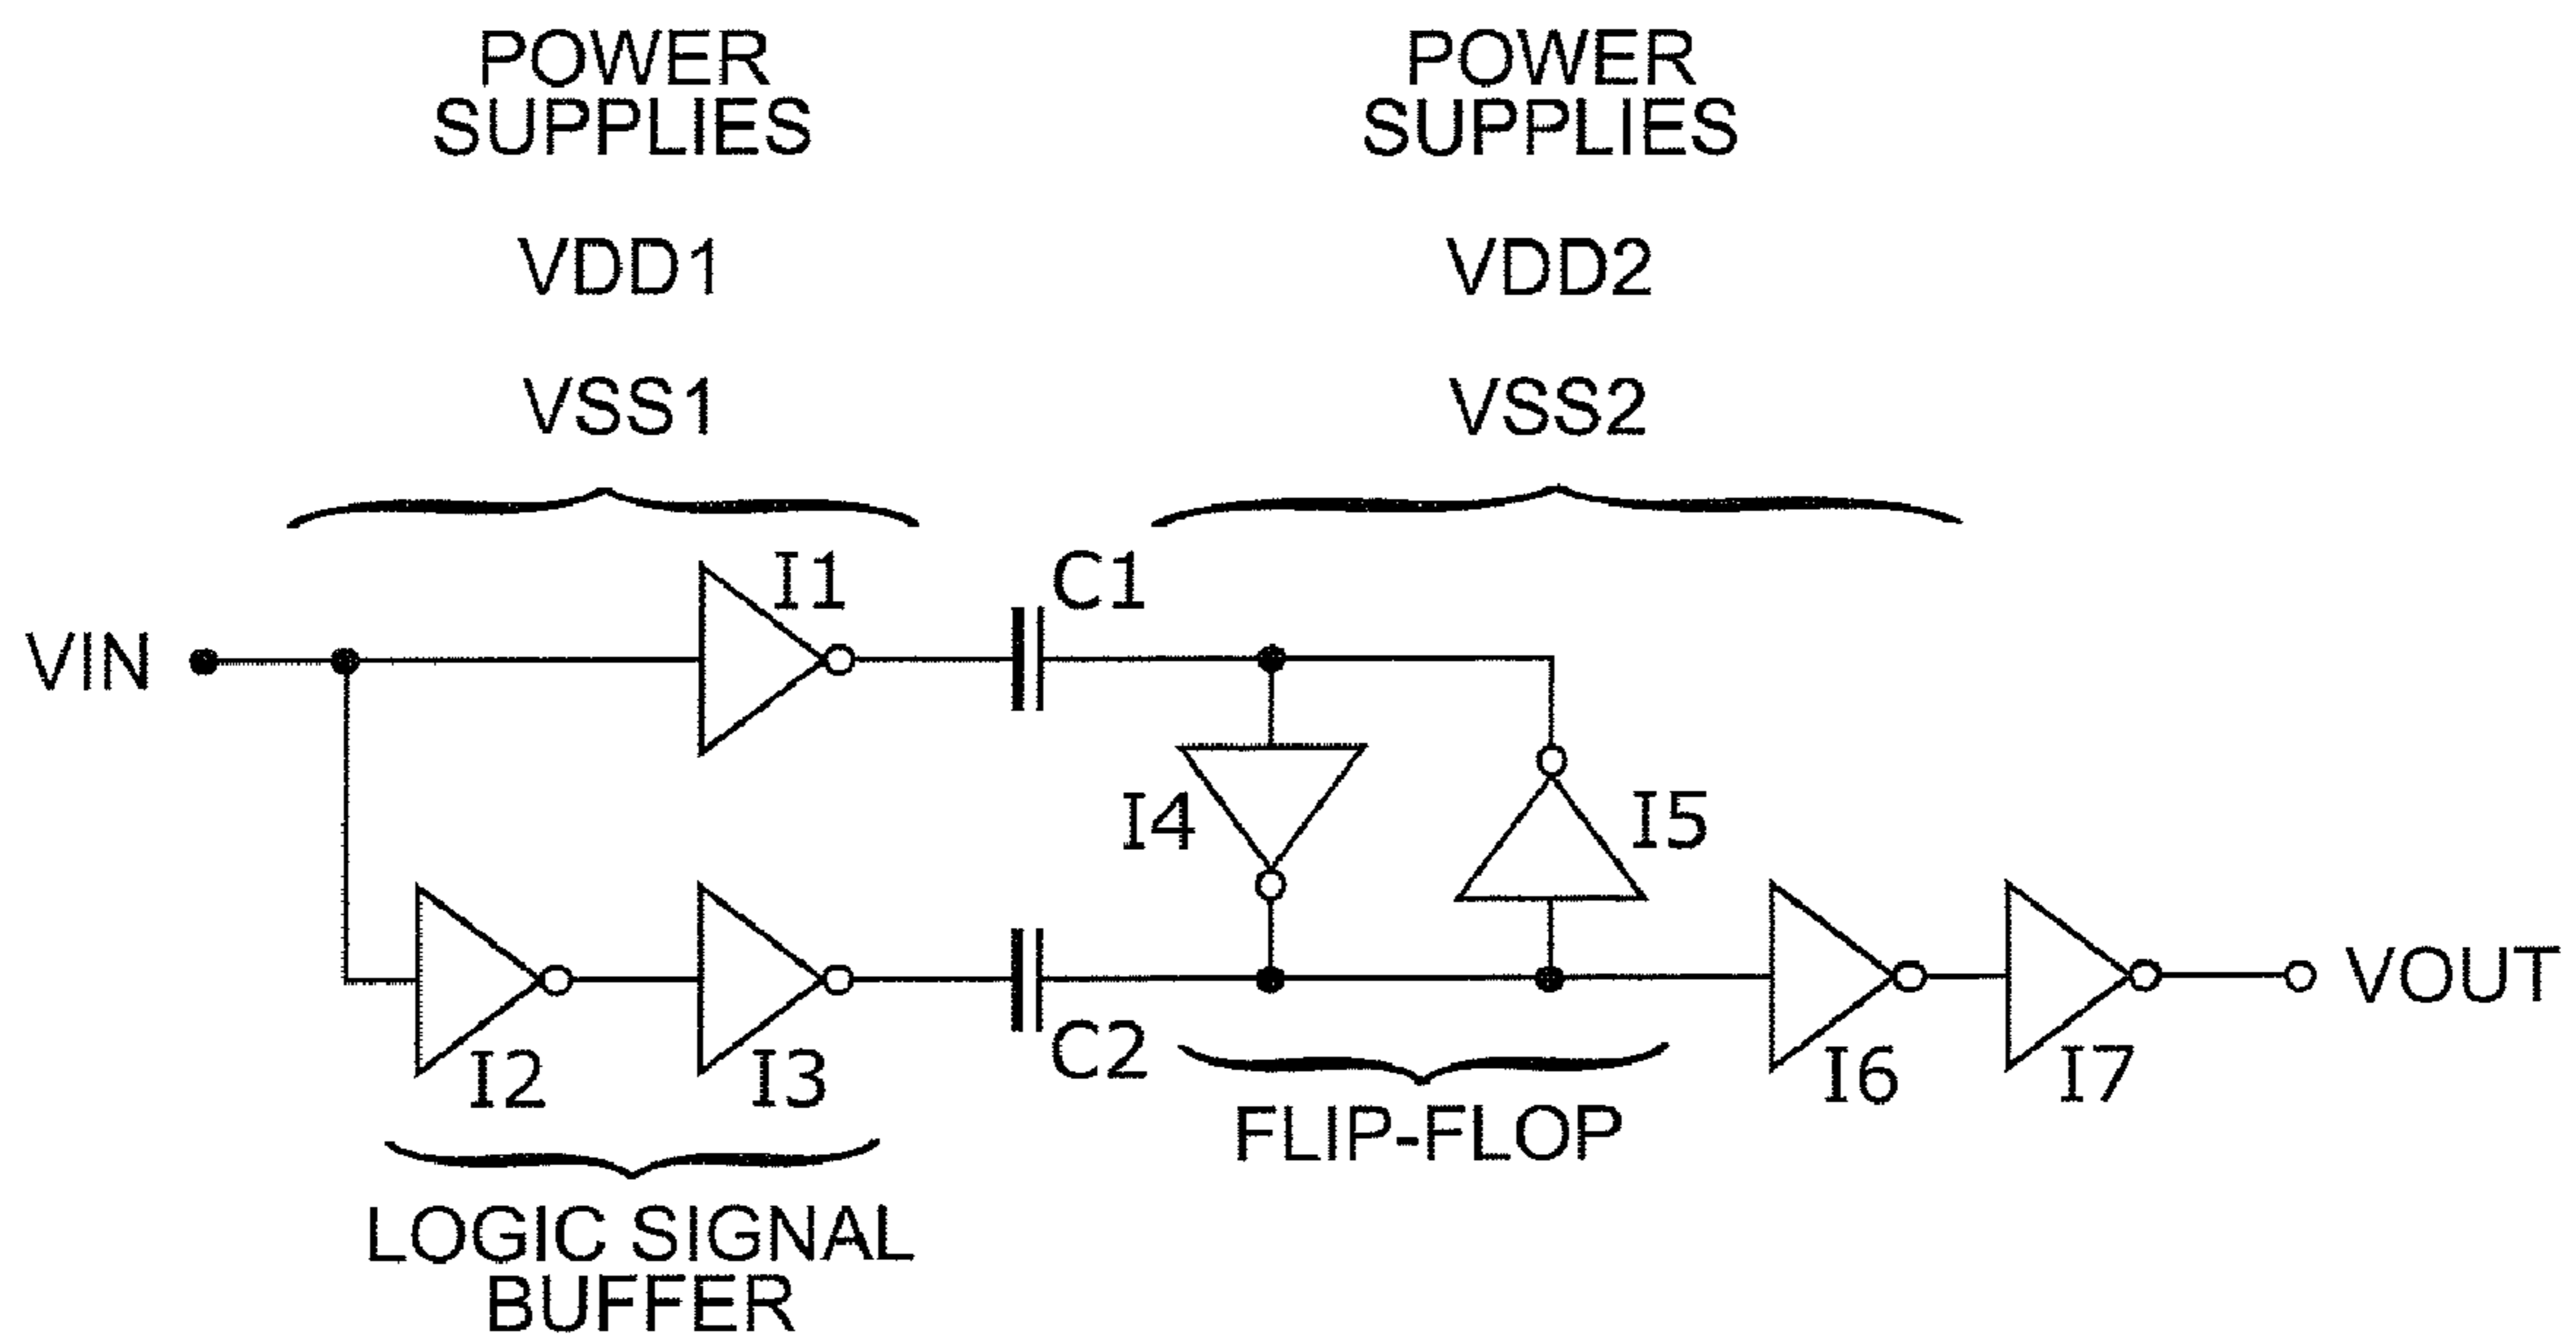 POWER
SUPPLIES
VDD1
VSS1
POWER
SUPPLIES
VDD2
VSS2
I1
C1
VIN
I4
I5
I2
I3
C2
I6
I7
VOUT
FLIP-FLOP
LOGIC SIGNAL
BUFFER